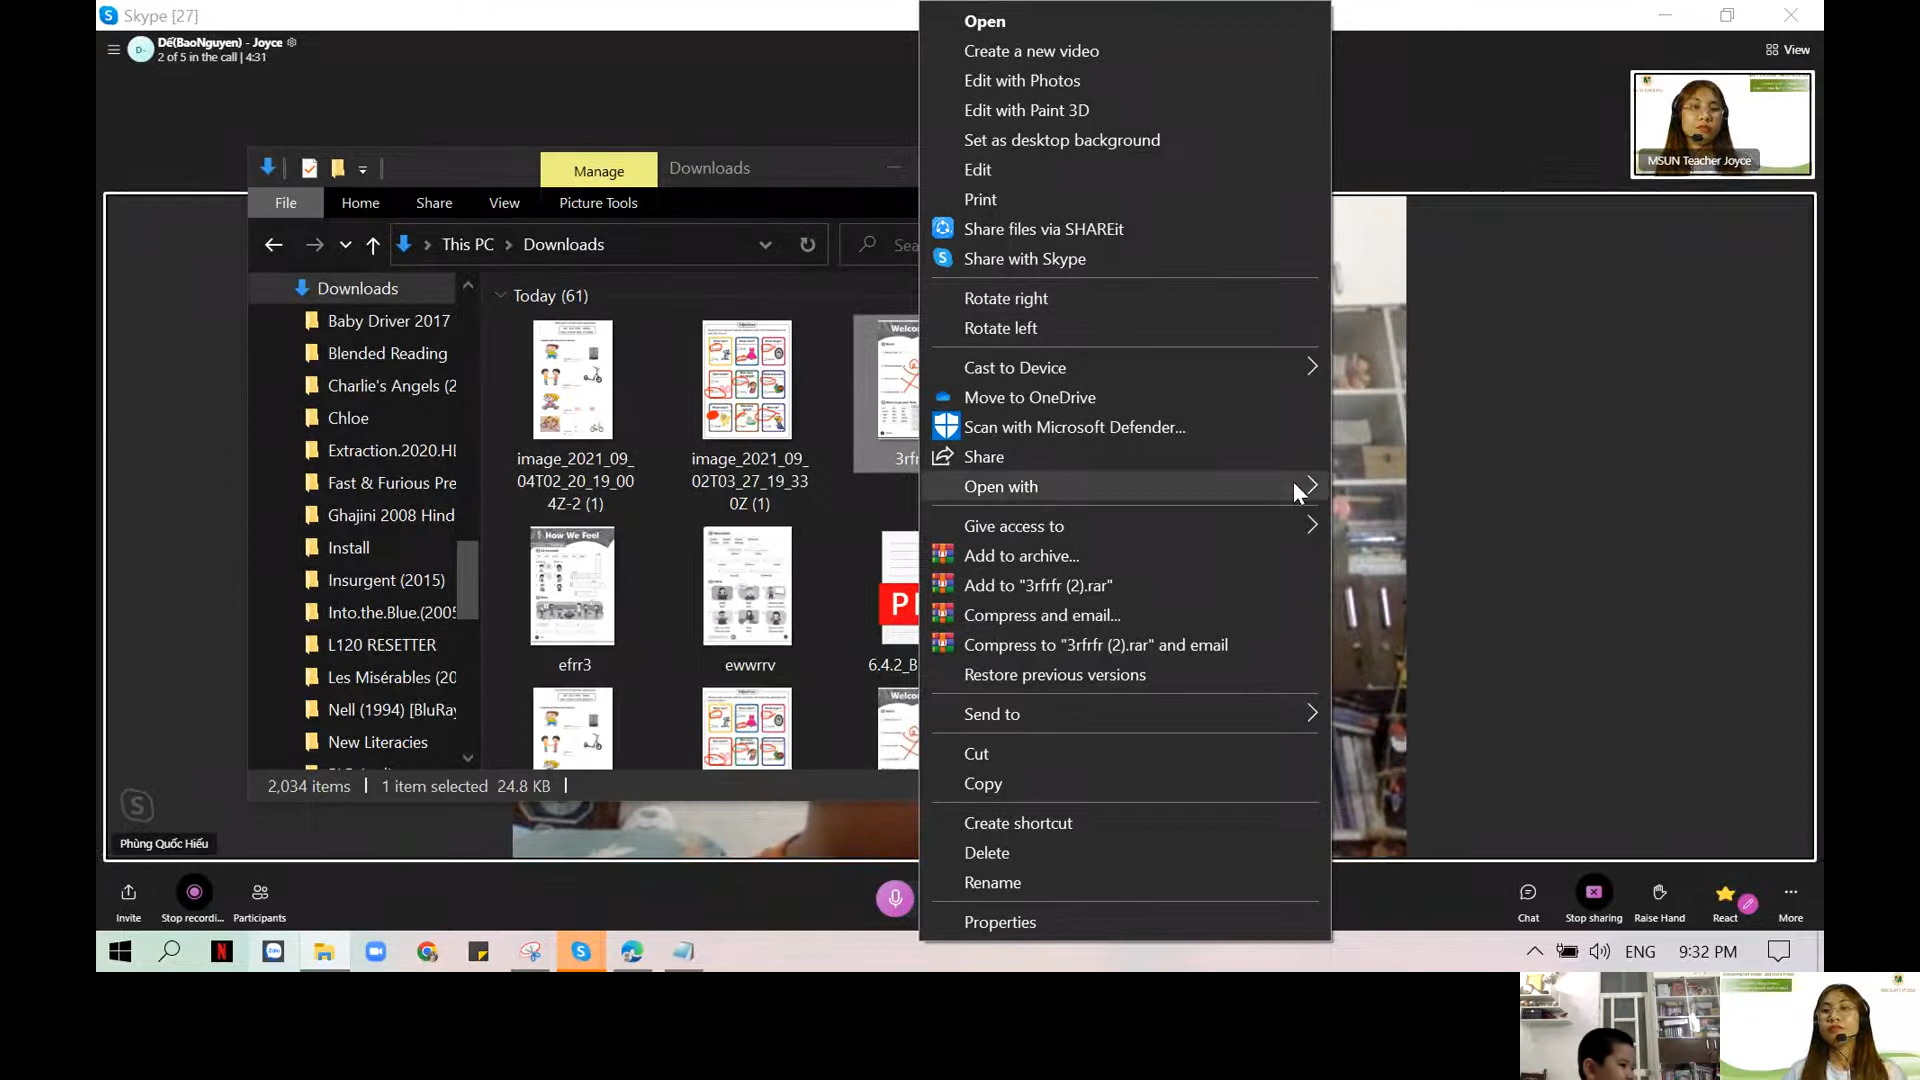 Skype [27]
Dế(BaoNguyen) - Joyce
2 of 5 in the call | 4:31
View
MSUN Teacher Joyce
Manage
Downloads
File
Home
Share
View
Picture Tools
This PC
Downloads
Sea
Downloads
Baby Driver 2017
Blended Reading
Charlie's Angels (2
Chloe
Extraction.2020.HI
Fast & Furious Pre
Ghajini 2008 Hind
Install
Insurgent (2015)
Into.the.Blue.(2005
L120 RESETTER
Les Misérables (20
Nell (1994) [BluRay
New Literacies
Today (61)
image_2021_09_
04T02_20_19_00
4Z-2 (1)
image_2021_09_
02T03_27_19_33
0Z (1)
Welco
3rfr
How We Feel
efrr3
ewwrrv
6.4.2_B
Welco
2,034 items
1 item selected 24.8 KB
Open
Create a new video
Edit with Photos
Edit with Paint 3D
Set as desktop background
Edit
Print
Share files via SHAREit
Share with Skype
Rotate right
Rotate left
Cast to Device
Move to OneDrive
Scan with Microsoft Defender...
Share
Open with
Give access to
Add to archive...
Add to "3rfrfr (2).rar"
Compress and email...
Compress to "3rfrfr (2).rar" and email
Restore previous versions
Send to
Cut
Copy
Create shortcut
Delete
Rename
Properties
Phùng Quốc Hiếu
Invite
Stop recordi...
Participants
Chat
Stop sharing
Raise Hand
React
More
Zalo
ENG
9:32 PM